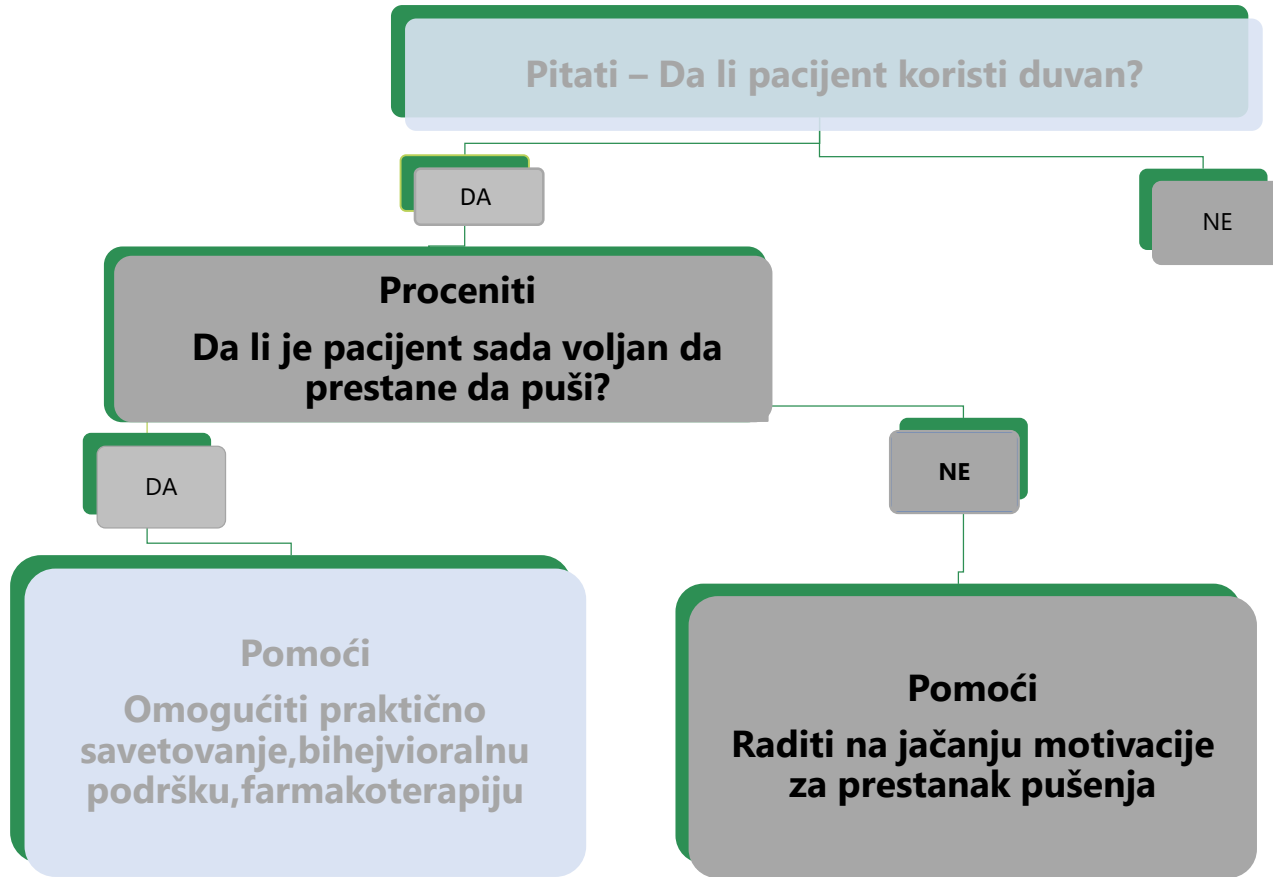 Pitati – Da li pacijent koristi duvan?
DA
NE
Proceniti
Da li je pacijent sada voljan da
prestane da puši?
DA
NE
Pomoći
Omogućiti praktično
savetovanje,bihejvioralnu
podršku,farmakoterapiju
Pomoći
Raditi na jačanju motivacije
za prestanak pušenja